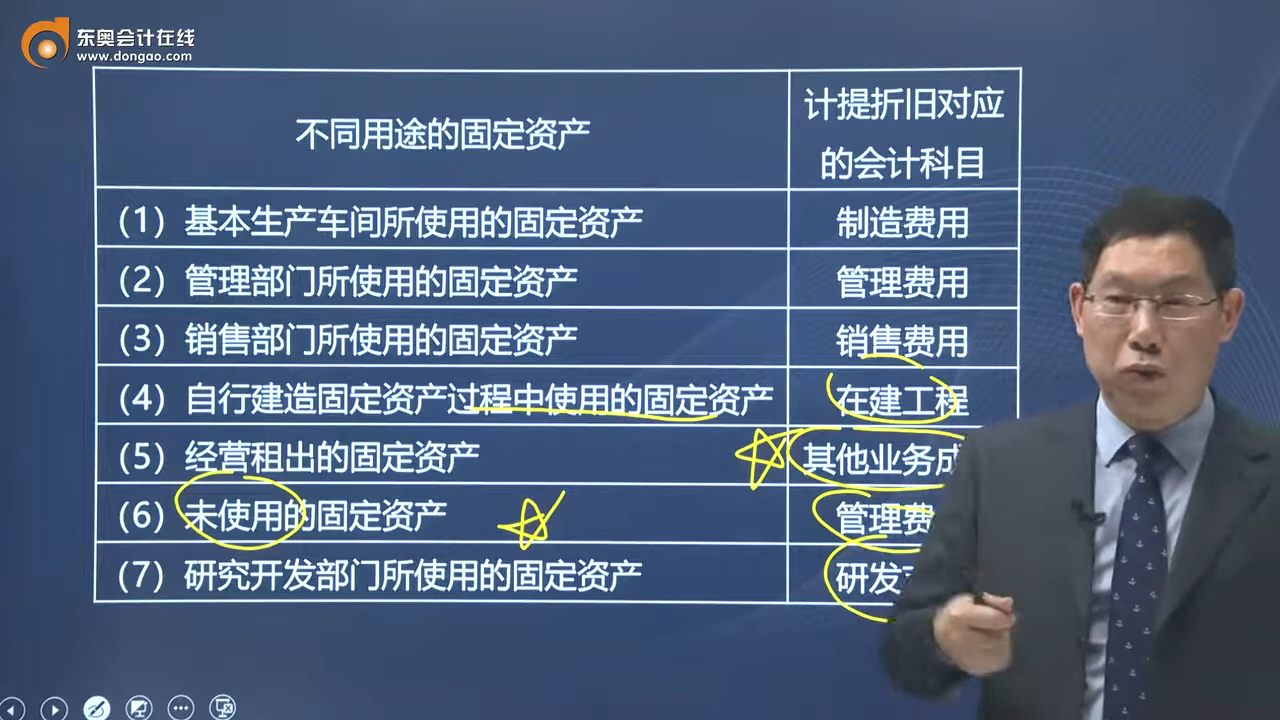 东奥会计在线
www.dongao.com
不同用途的固定资产
计提折旧对应
的会计科目
（1）基本生产车间所使用的固定资产
制造费用
（2）管理部门所使用的固定资产
管理费用
（3）销售部门所使用的固定资产
销售费用
（4）自行建造固定资产过程中使用的固定资产
在建工程
（5）经营租出的固定资产
其他业务成
（6）未使用的固定资产
管理费
（7）研究开发部门所使用的固定资产
研发